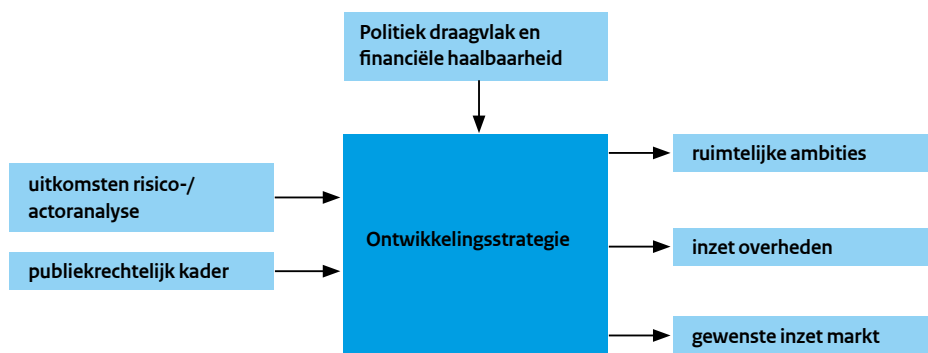 Politiek draagvlak en
financiële haalbaarheid
uitkomsten risico-/
actoranalyse
publiekrechtelijk kader
Ontwikkelingsstrategie
ruimtelijke ambities
inzet overheden
gewenste inzet markt